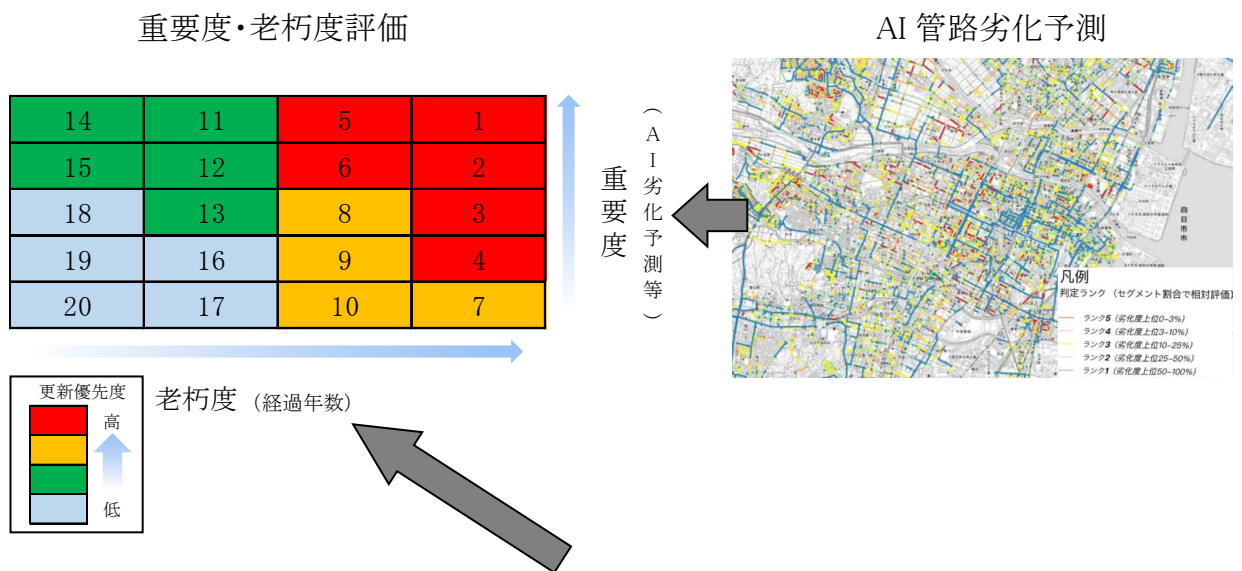 重要度・老朽度評価
AI 管路劣化予測
14 11 5 1
15 12 6 2
18 13 8 3
19 16 9 4
20 17 10 7
重要度
（AI劣化予測等）
老朽度 （経過年数）
更新優先度
高
低
四日市市
凡例
判定ランク （セグメント割合で相対評価)
ランク5 (劣化度上位0~3%)
ランク4 (劣化度上位3~10%)
ランク3 (劣化度上位10~25%)
ランク2 (劣化度上位25~50%)
ランク1 (劣化度上位50~100%)